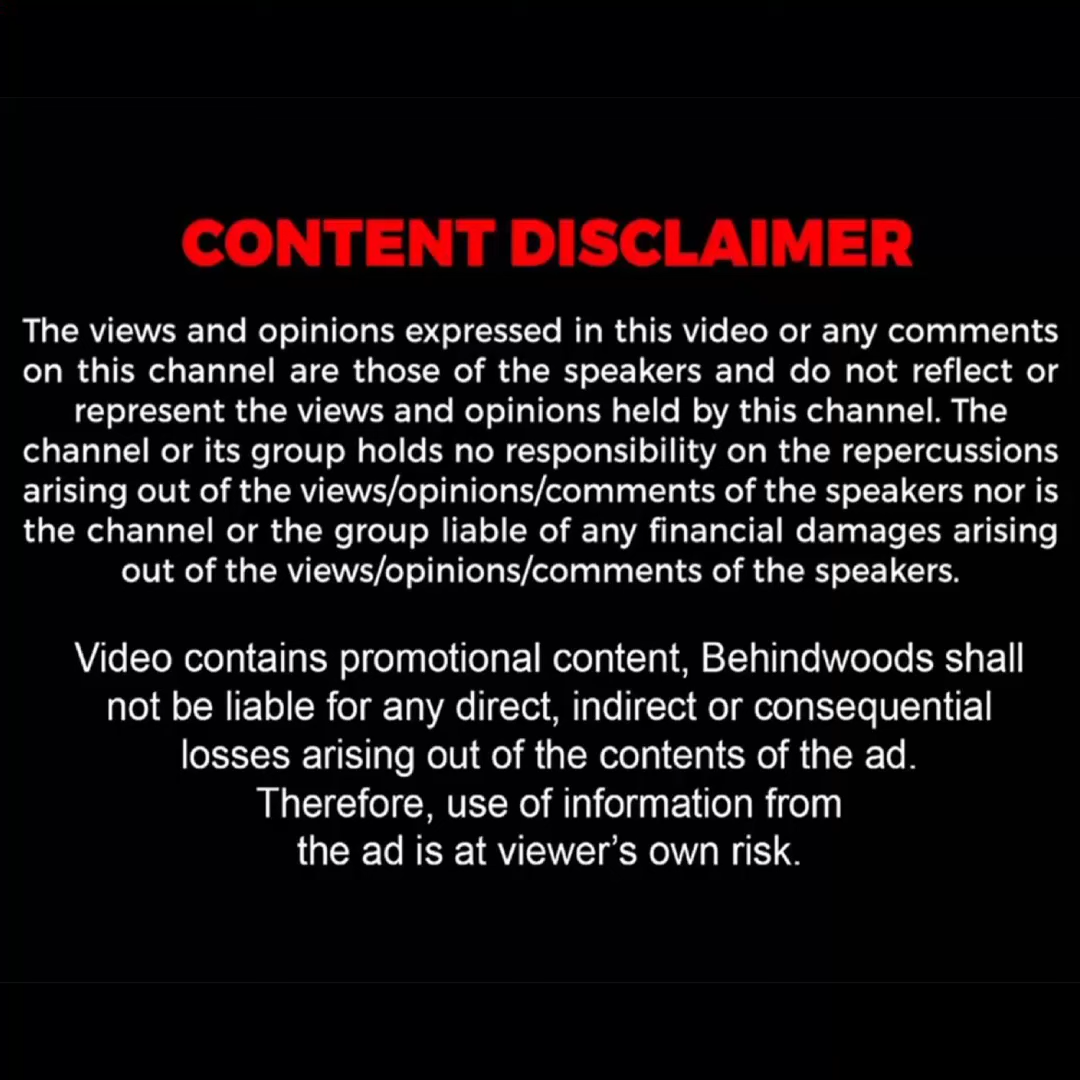 CONTENT DISCLAIMER
The views and opinions expressed in this video or any comments
on this channel are those of the speakers and do not reflect or
represent the views and opinions held by this channel. The
channel or its group holds no responsibility on the repercussions
arising out of the views/opinions/comments of the speakers nor is
the channel or the group liable of any financial damages arising
out of the views/opinions/comments of the speakers.
Video contains promotional content, Behindwoods shall
not be liable for any direct, indirect or consequential
losses arising out of the contents of the ad.
Therefore, use of information from
the ad is at viewer’s own risk.